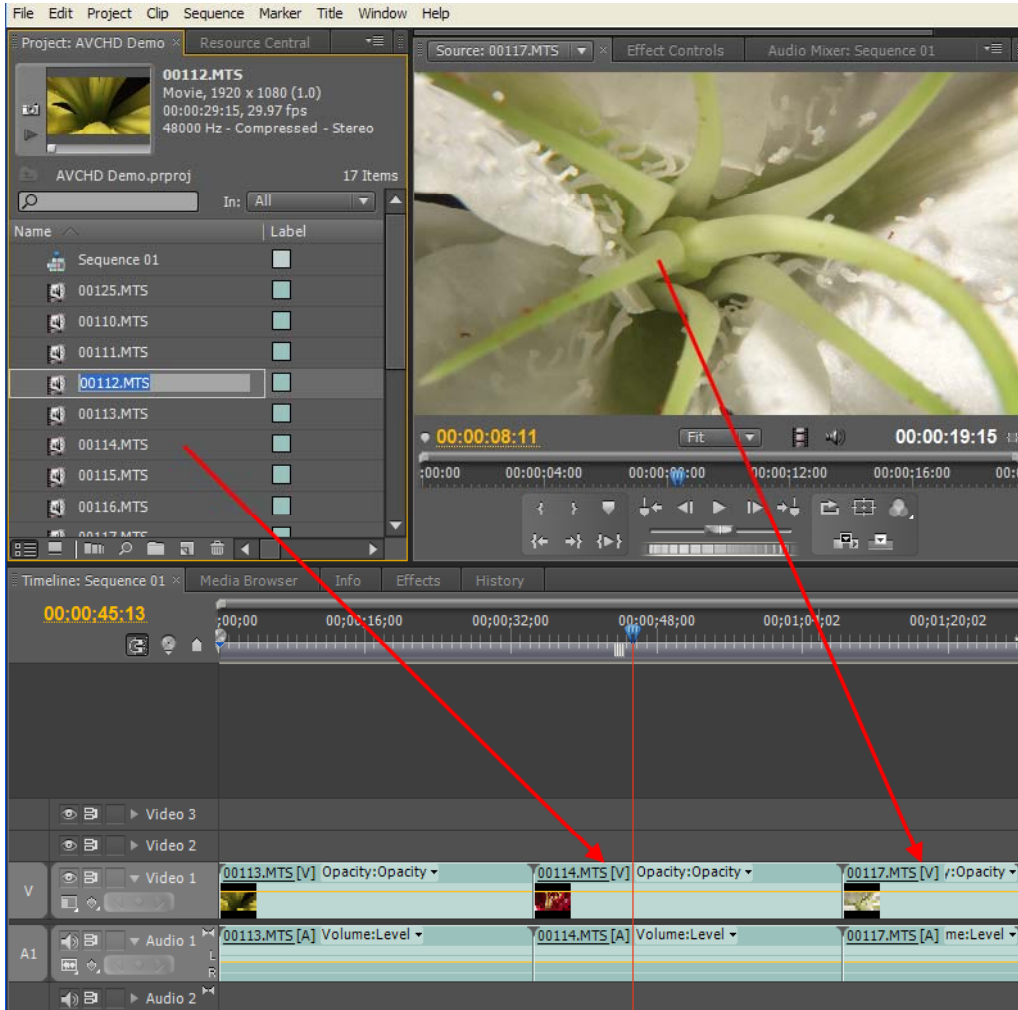 File Edit Project Clip Sequence Marker Title Window Help
Project: AVCHD Demo × Resource Central
00112.MTS
Movie, 1920 x 1080 (1.0)
00:00:29:15, 29.97 fps
48000 Hz - Compressed - Stereo
AVCHD Demo.prproj 17 Items
In: All
Name Label
Sequence 01
00125.MTS
00110.MTS
00111.MTS
00112.MTS
00113.MTS
00114.MTS
00115.MTS
00116.MTS
00117.MTS
Source: 00117.MTS × Effect Controls Audio Mixer: Sequence 01
00:00:08:11 Fit 00:00:19:15
;00:00 00:00:04:00 00:00:08:00 00:00:12:00 00:00:16:00 00:
Timeline: Sequence 01 × Media Browser Info Effects History
00;00;45;13
;00;00 00;00;16;00 00;00;32;00 00;00;48;00 00;01;04;02 00;01;20;02
Video 3
Video 2
V Video 1 00113.MTS [V] Opacity:Opacity 00114.MTS [V] Opacity:Opacity 00117.MTS [V] y:Opacity
A1 Audio 1 00113.MTS [A] Volume:Level 00114.MTS [A] Volume:Level 00117.MTS [A] me:Level
L
R
Audio 2